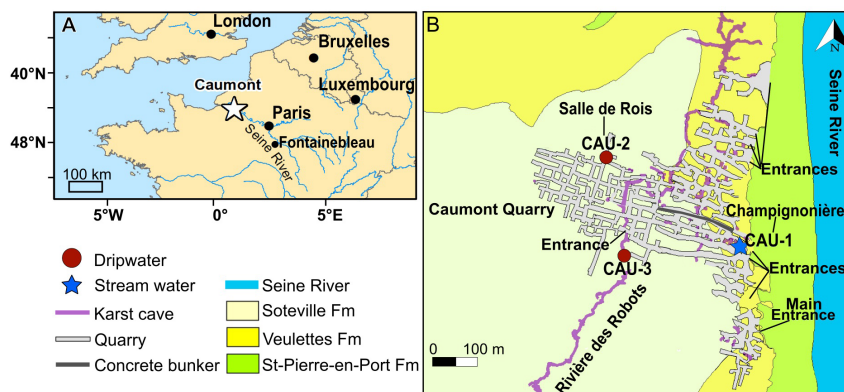 A
London
Bruxelles
40°N
Luxembourg
Caumont
Paris
Fontainebleau
Seine River
48°N
100 km
5°W
0°
5°E
Dripwater
Stream water
Karst cave
Quarry
Concrete bunker
Seine River
Soteville Fm
Veulettes Fm
St-Pierre-en-Port Fm
B
N
Seine River
Salle de Rois
CAU-2
Entrances
Caumont Quarry
Champignonière
CAU-1
Entrance
CAU-3
Entrances
Main
Entrance
Rivière des Robots
0 100 m